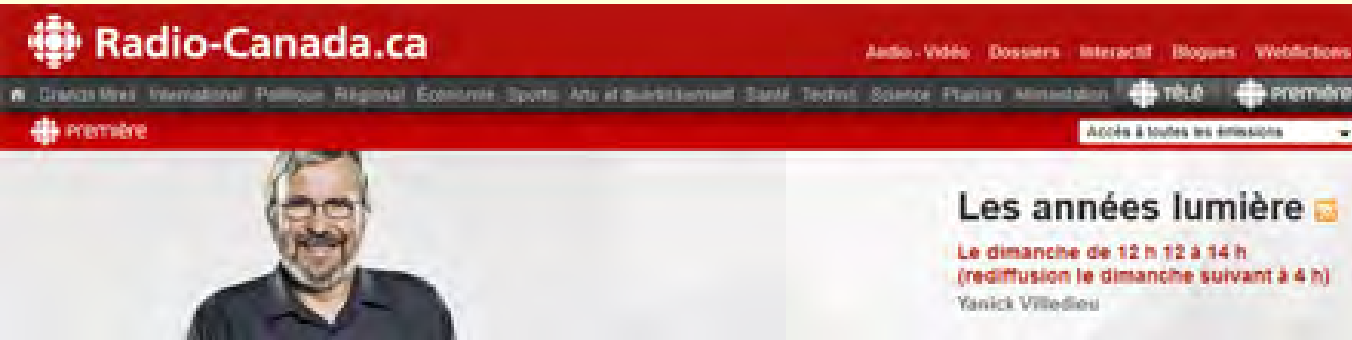 Radio-Canada.ca
Audio - Vidéo Dossiers Interactif Blogues Webfictions
Grands titres International Politique Régional Économie Sports Arts et divertissement Santé Techno Science Plaisirs Alimentation TÉLÉ PREMIÈRE
PREMIÈRE
Accès à toutes les émissions
Les années lumière
Le dimanche de 12 h 12 à 14 h
(rediffusion le dimanche suivant à 4 h)
Yanick Villedieu